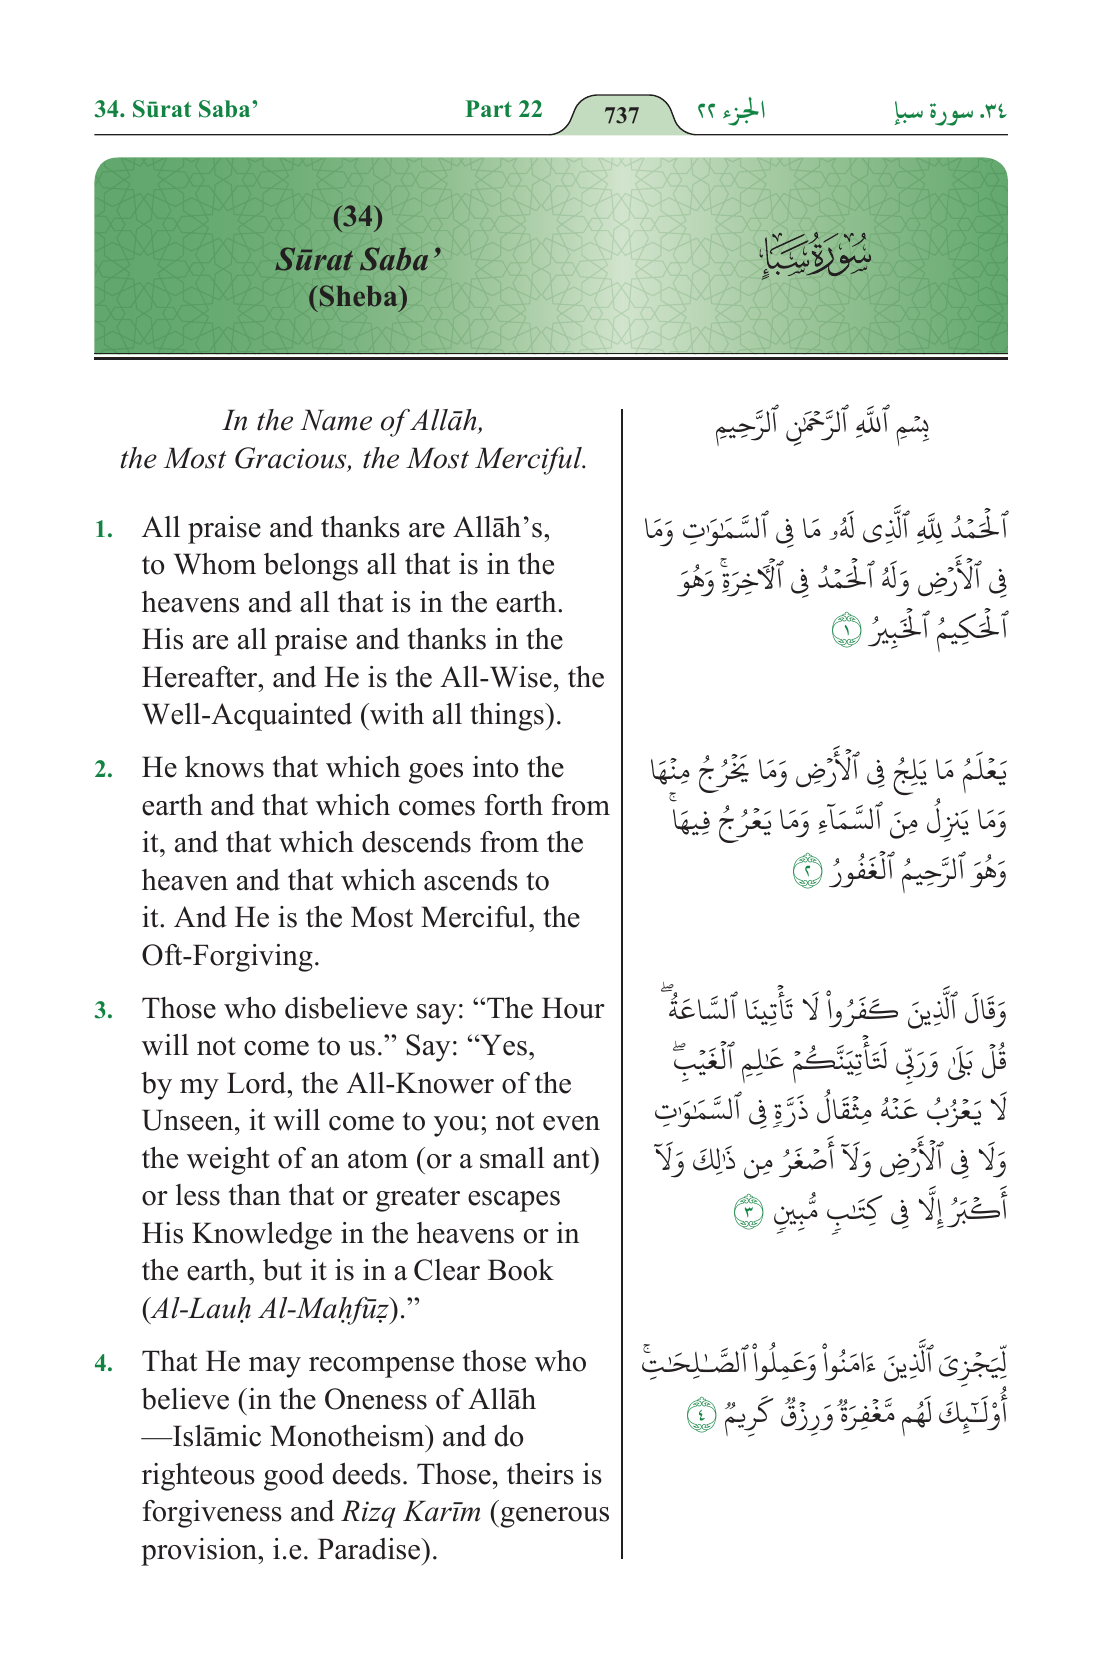 34. Sūrat Saba’ Part 22 737 الجزء ٢٢ ٣٤. سورة سبإ
(34)
Sūrat Saba’
(Sheba)
سُورَةُ سَبَإٍ
In the Name of Allāh,
the Most Gracious, the Most Merciful.
1. All praise and thanks are Allāh’s,
to Whom belongs all that is in the
heavens and all that is in the earth.
His are all praise and thanks in the
Hereafter, and He is the All-Wise, the
Well-Acquainted (with all things).
2. He knows that which goes into the
earth and that which comes forth from
it, and that which descends from the
heaven and that which ascends to
it. And He is the Most Merciful, the
Oft-Forgiving.
3. Those who disbelieve say: “The Hour
will not come to us.” Say: “Yes,
by my Lord, the All-Knower of the
Unseen, it will come to you; not even
the weight of an atom (or a small ant)
or less than that or greater escapes
His Knowledge in the heavens or in
the earth, but it is in a Clear Book
(Al-Lauḥ Al-Maḥfūẓ).”
4. That He may recompense those who
believe (in the Oneness of Allāh
—Islāmic Monotheism) and do
righteous good deeds. Those, theirs is
forgiveness and Rizq Karīm (generous
provision, i.e. Paradise).
بِسْمِ ٱللَّهِ ٱلرَّحْمَٰنِ ٱلرَّحِيمِ
ٱلْحَمْدُ لِلَّهِ ٱلَّذِى لَهُۥ مَا فِى ٱلسَّمَٰوَٰتِ وَمَا
فِى ٱلْأَرْضِ وَلَهُ ٱلْحَمْدُ فِى ٱلْـَٔاخِرَةِ ۚ وَهُوَ
ٱلْحَكِيمُ ٱلْخَبِيرُ ١
يَعْلَمُ مَا يَلِجُ فِى ٱلْأَرْضِ وَمَا يَخْرُجُ مِنْهَا
وَمَا يَنزِلُ مِنَ ٱلسَّمَآءِ وَمَا يَعْرُجُ فِيهَا ۚ
وَهُوَ ٱلرَّحِيمُ ٱلْغَفُورُ ٢
وَقَالَ ٱلَّذِينَ كَفَرُوا۟ لَا تَأْتِينَا ٱلسَّاعَةُ ۖ
قُلْ بَلَىٰ وَرَبِّى لَتَأْتِيَنَّكُمْ عَٰلِمِ ٱلْغَيْبِ ۖ
لَا يَعْزُبُ عَنْهُ مِثْقَالُ ذَرَّةٍ فِى ٱلسَّمَٰوَٰتِ
وَلَا فِى ٱلْأَرْضِ وَلَآ أَصْغَرُ مِن ذَٰلِكَ وَلَآ
أَكْبَرُ إِلَّا فِى كِتَٰبٍ مُّبِينٍ ٣
لِّيَجْزِىَ ٱلَّذِينَ ءَامَنُوا۟ وَعَمِلُوا۟ ٱلصَّٰلِحَٰتِ ۚ
أُو۟لَٰٓئِكَ لَهُم مَّغْفِرَةٌ وَرِزْقٌ كَرِيمٌ ٤